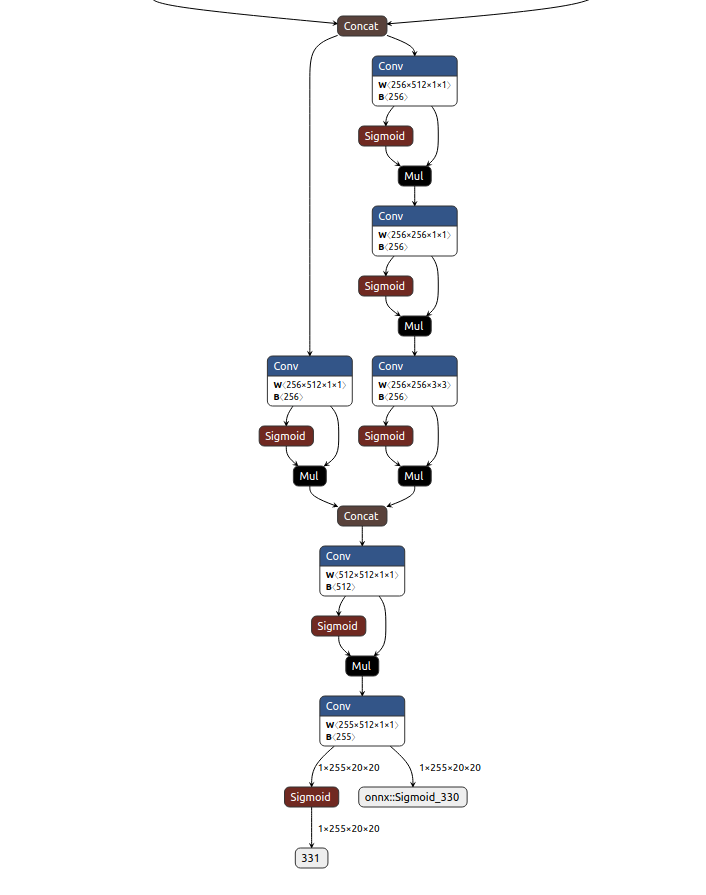 Concat
Conv
W⟨256×512×1×1⟩
B⟨256⟩
Sigmoid
Mul
Conv
W⟨256×256×1×1⟩
B⟨256⟩
Sigmoid
Mul
Conv
W⟨256×512×1×1⟩
B⟨256⟩
Sigmoid
Mul
Conv
W⟨256×256×3×3⟩
B⟨256⟩
Sigmoid
Mul
Concat
Conv
W⟨512×512×1×1⟩
B⟨512⟩
Sigmoid
Mul
Conv
W⟨255×512×1×1⟩
B⟨255⟩
1×255×20×20
1×255×20×20
Sigmoid
onnx::Sigmoid_330
1×255×20×20
331